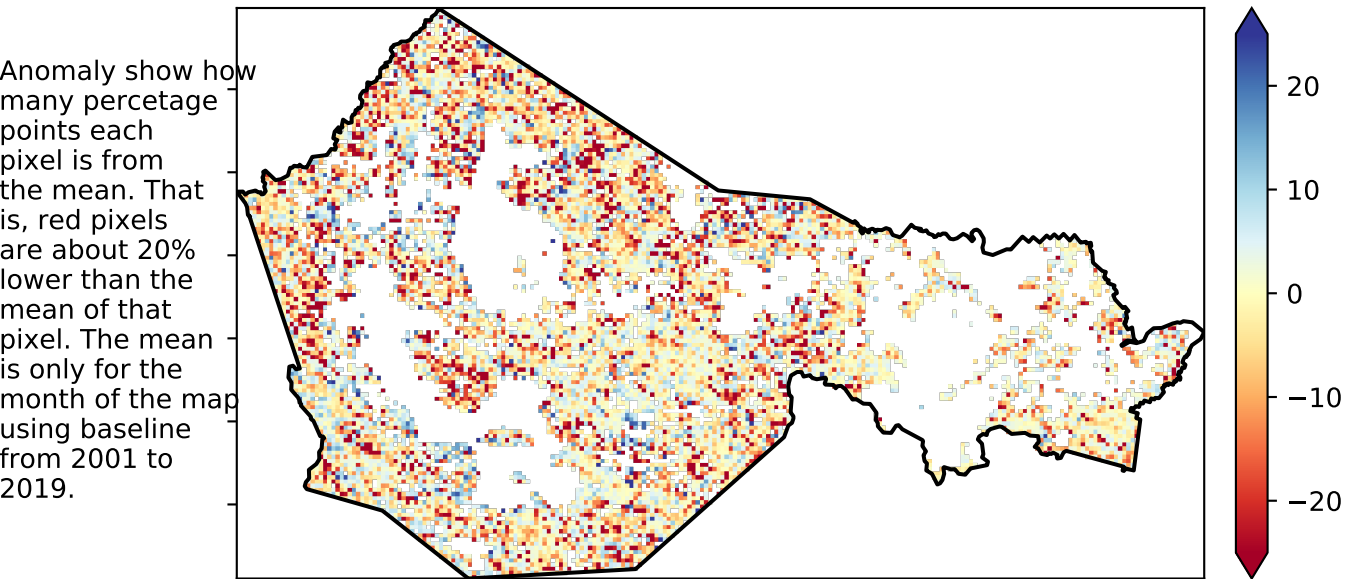 Anomaly show how
many percetage
points each
pixel is from
the mean. That
is, red pixels
are about 20%
lower than the
mean of that
pixel. The mean
is only for the
month of the map
using baseline
from 2001 to
2019.
20
10
0
−10
−20